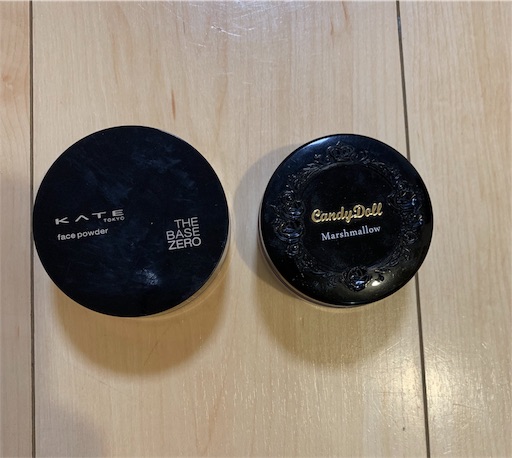 KATE
TOKYO
face powder
THE
BASE
ZERO
CandyDoll
Marshmallow